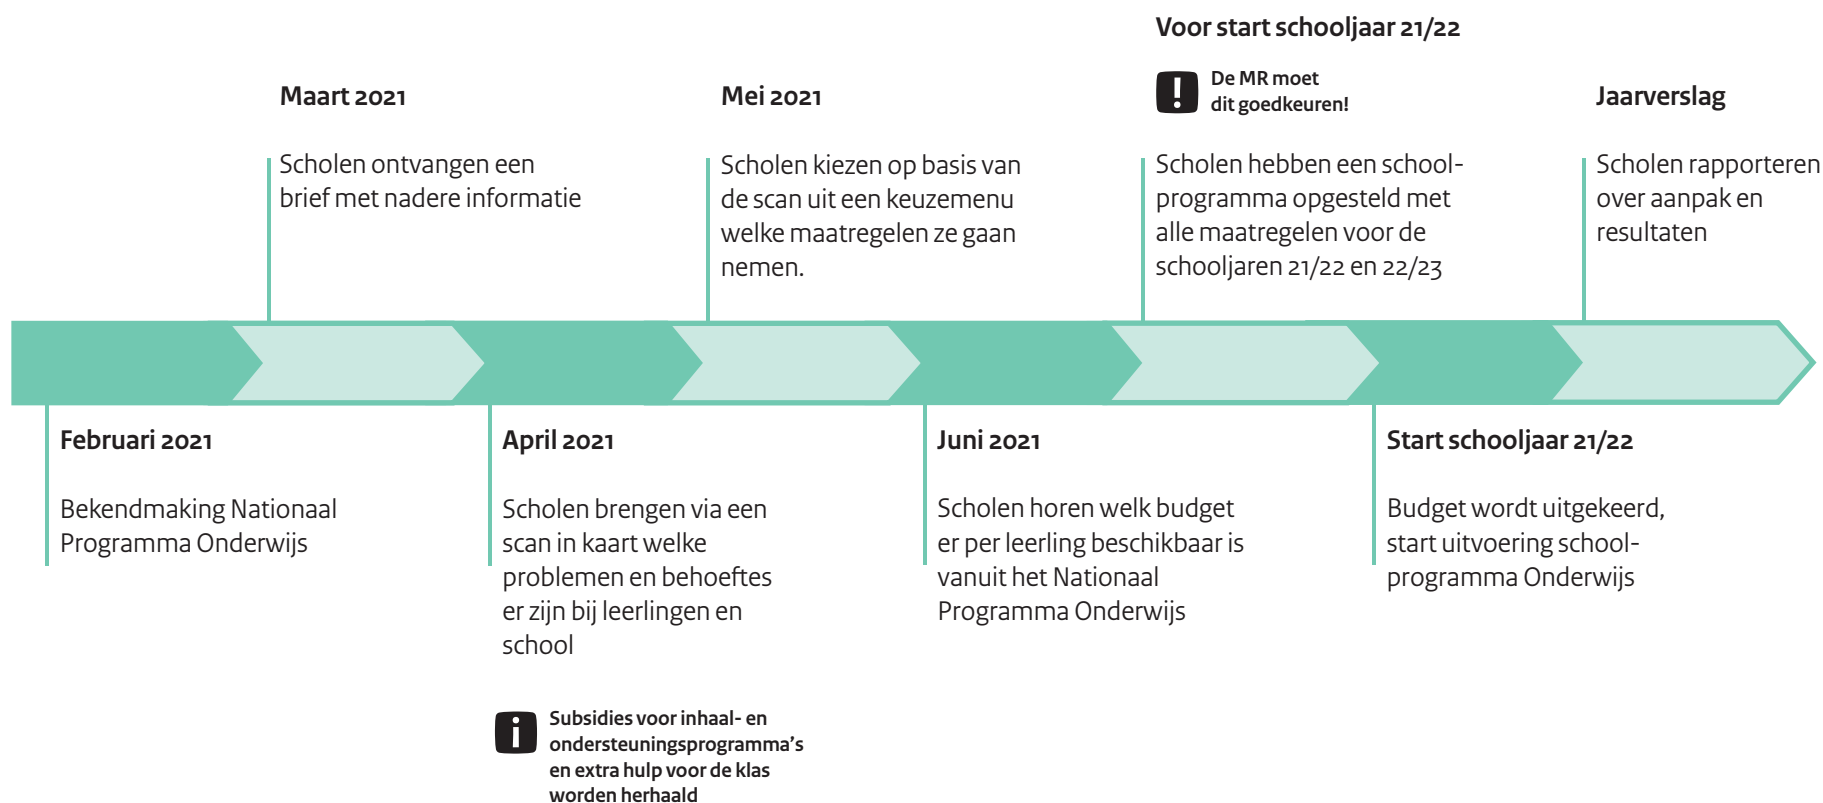 Maart 2021
Scholen ontvangen een
brief met nadere informatie
Mei 2021
Scholen kiezen op basis van
de scan uit een keuzemenu
welke maatregelen ze gaan
nemen.
Voor start schooljaar 21/22
De MR moet
dit goedkeuren!
Scholen hebben een school-
programma opgesteld met
alle maatregelen voor de
schooljaren 21/22 en 22/23
Jaarverslag
Scholen rapporteren
over aanpak en
resultaten
Februari 2021
Bekendmaking Nationaal
Programma Onderwijs
April 2021
Scholen brengen via een
scan in kaart welke
problemen en behoeftes
er zijn bij leerlingen en
school
Subsidies voor inhaal- en
ondersteuningsprogramma’s
en extra hulp voor de klas
worden herhaald
Juni 2021
Scholen horen welk budget
er per leerling beschikbaar is
vanuit het Nationaal
Programma Onderwijs
Start schooljaar 21/22
Budget wordt uitgekeerd,
start uitvoering school-
programma Onderwijs